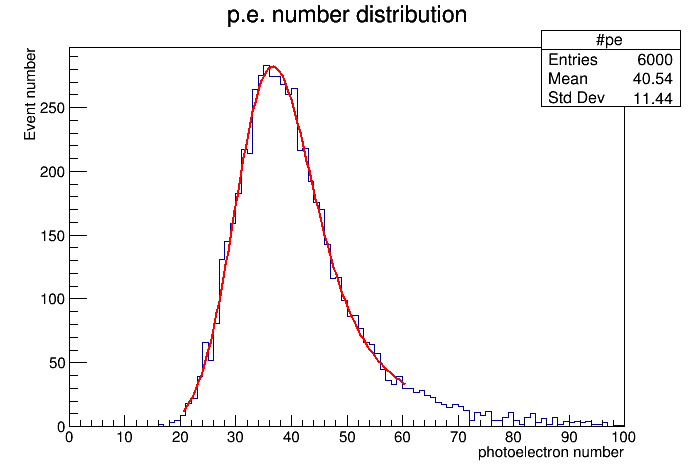 p.e. number distribution
#pe
Entries 6000
Mean 40.54
Std Dev 11.44
Event number
250
200
150
100
50
0
0 10 20 30 40 50 60 70 80 90 100
photoelectron number